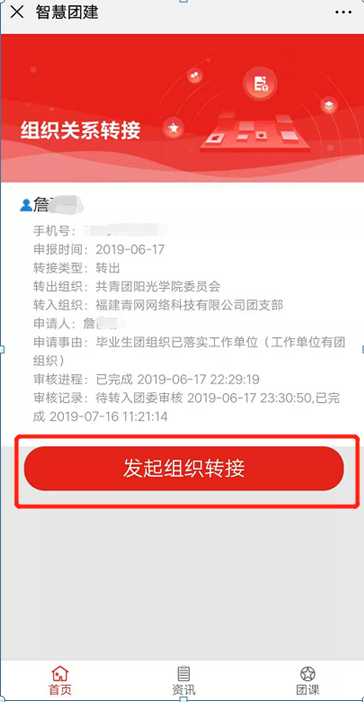 智慧团建
组织关系转接
詹
手机号：
申报时间：2019-06-17
转接类型：转出
转出组织：共青团阳光学院委员会
转入组织：福建青网网络科技有限公司团支部
申请人：詹
申请事由：毕业生团组织已落实工作单位（工作单位有团
组织）
审核进程：已完成 2019-06-17 22:29:19
审核记录：待转入团委审核 2019-06-17 23:30:50,已完
成 2019-07-16 11:21:14
发起组织转接
首页
资讯
团课